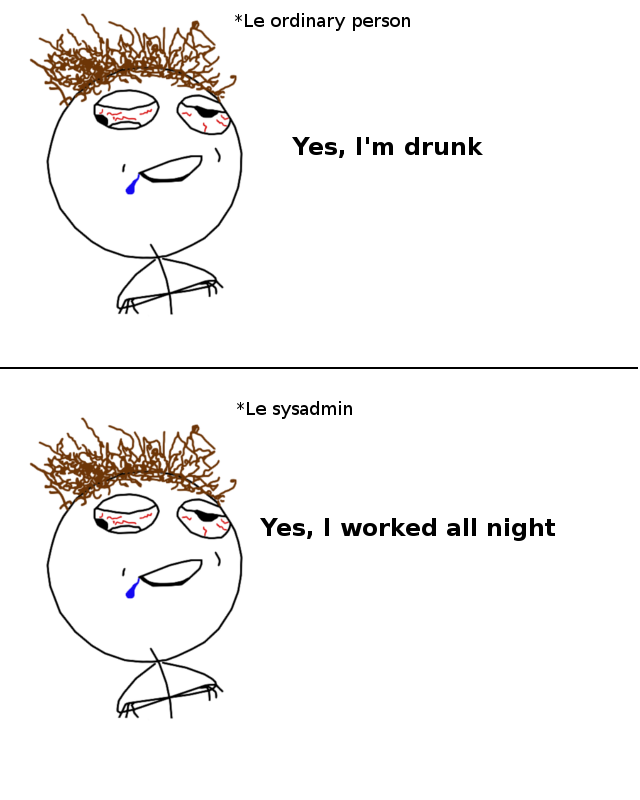 *Le ordinary person
Yes, I'm drunk
*Le sysadmin
Yes, I worked all night